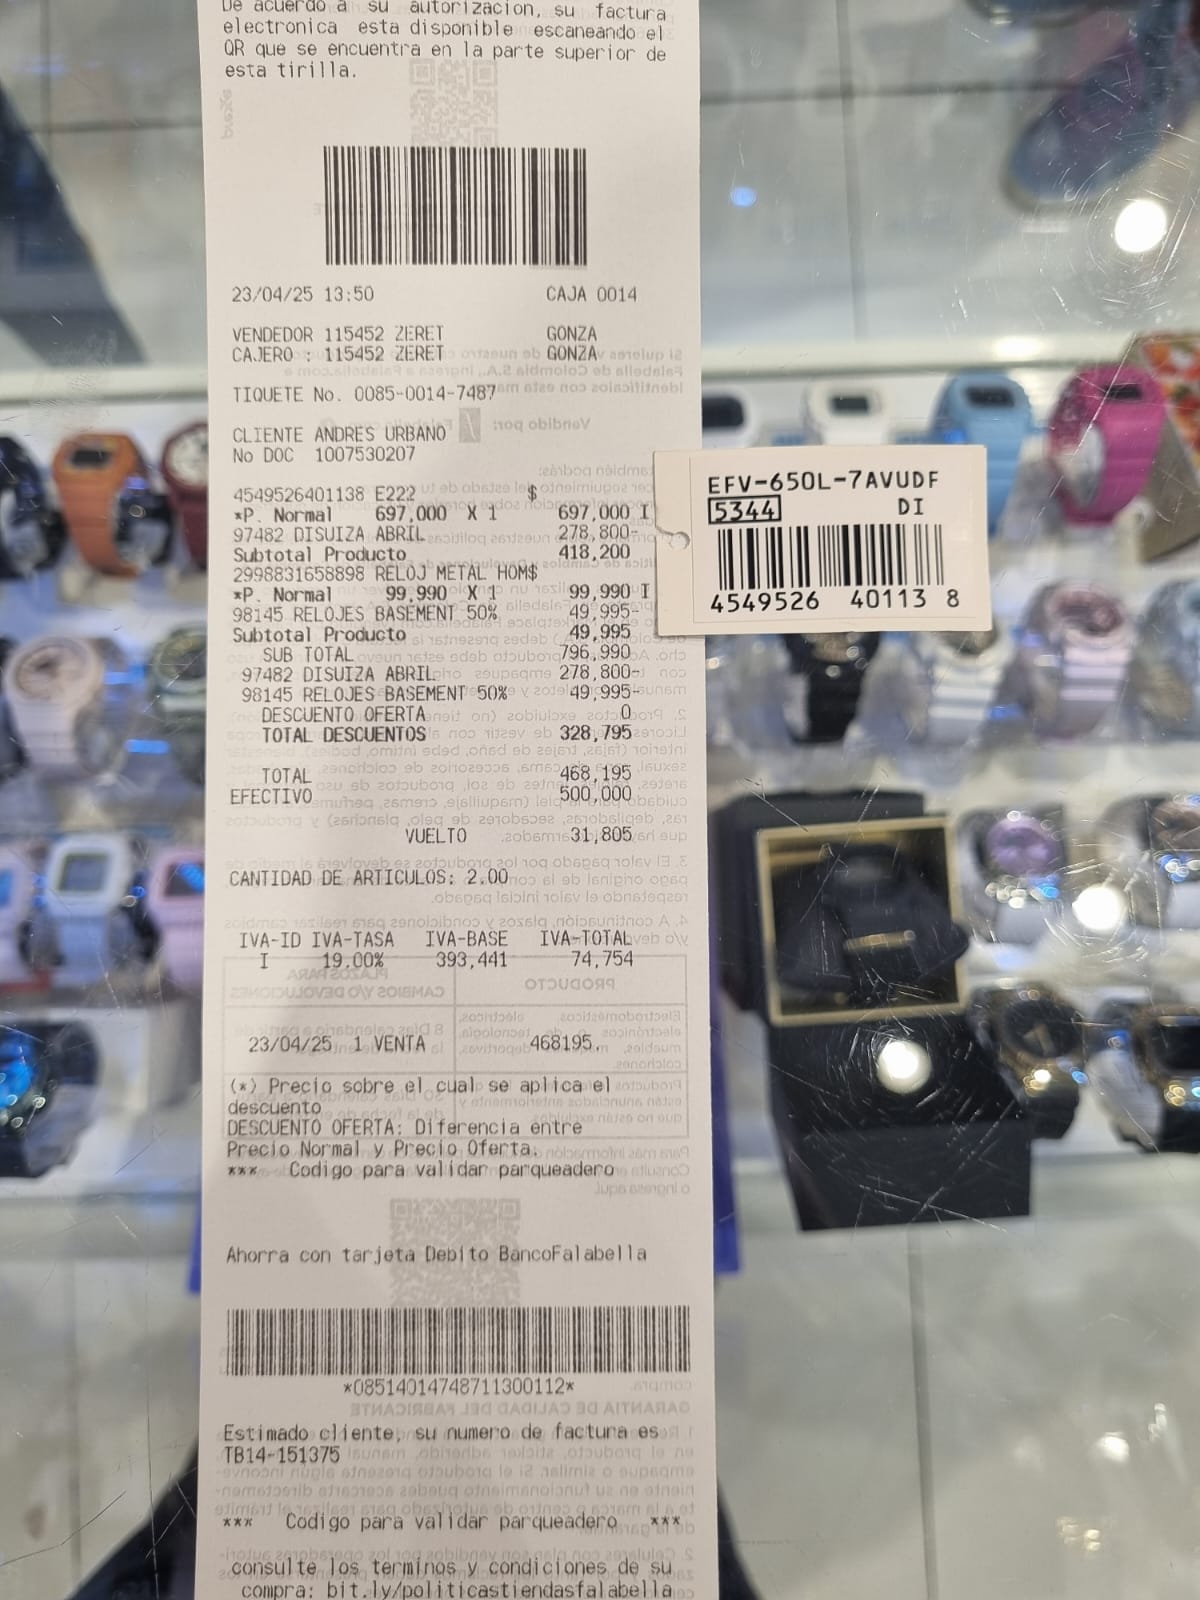 De acuerdo a su autorizacion, su factura
electronica esta disponible escaneando el
QR que se encuentra en la parte superior de
esta tirilla.
23/04/25 13:50 CAJA 0014
VENDEDOR 115452 ZERET GONZA
CAJERO : 115452 ZERET GONZA
TIQUETE No. 0085-0014-7487
CLIENTE ANDRES URBANO
No DOC 1007530207
4549526401138 E222 $
*P. Normal 697,000 X 1 697,000 I
97482 DISUIZA ABRIL 278,800-
Subtotal Producto 418,200
2998831658898 RELOJ METAL HOM$
*P. Normal 99,990 X 1 99,990 I
98145 RELOJES BASEMENT 50% 49,995-
Subtotal Producto 49,995
SUB TOTAL 796,990
97482 DISUIZA ABRIL 278,800-
98145 RELOJES BASEMENT 50% 49,995-
DESCUENTO OFERTA 0
TOTAL DESCUENTOS 328,795
TOTAL 468,195
EFECTIVO 500,000
VUELTO 31,805
CANTIDAD DE ARTICULOS: 2.00
IVA-ID IVA-TASA IVA-BASE IVA-TOTAL
I 19.00% 393,441 74,754
23/04/25 1 VENTA 468195.
(*) Precio sobre el cual se aplica el
descuento
DESCUENTO OFERTA: Diferencia entre
Precio Normal y Precio Oferta.
*** Codigo para validar parqueadero
Ahorra con tarjeta Debito BancoFalabella
*08514014748711300112*
Estimado cliente, su numero de factura es
TB14-151375
*** Codigo para validar parqueadero ***
consulte los terminos y condiciones de su
compra: bit.ly/politicastiendasfalabella
EFV-650L-7AVUDF
5344 DI
4549526 40113 8